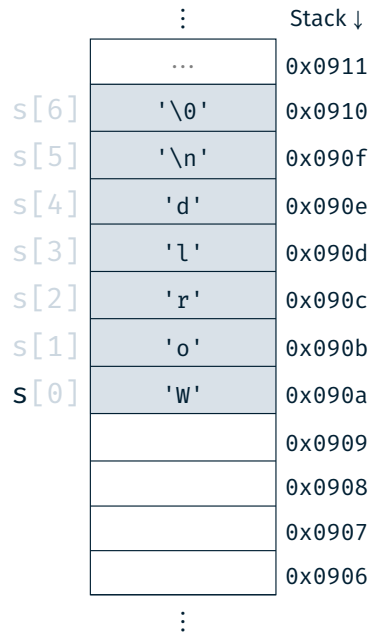 ⋮ Stack ↓
… 0x0911
s[6] '\0' 0x0910
s[5] '\n' 0x090f
s[4] 'd' 0x090e
s[3] 'l' 0x090d
s[2] 'r' 0x090c
s[1] 'o' 0x090b
s[0] 'W' 0x090a
0x0909
0x0908
0x0907
0x0906
⋮